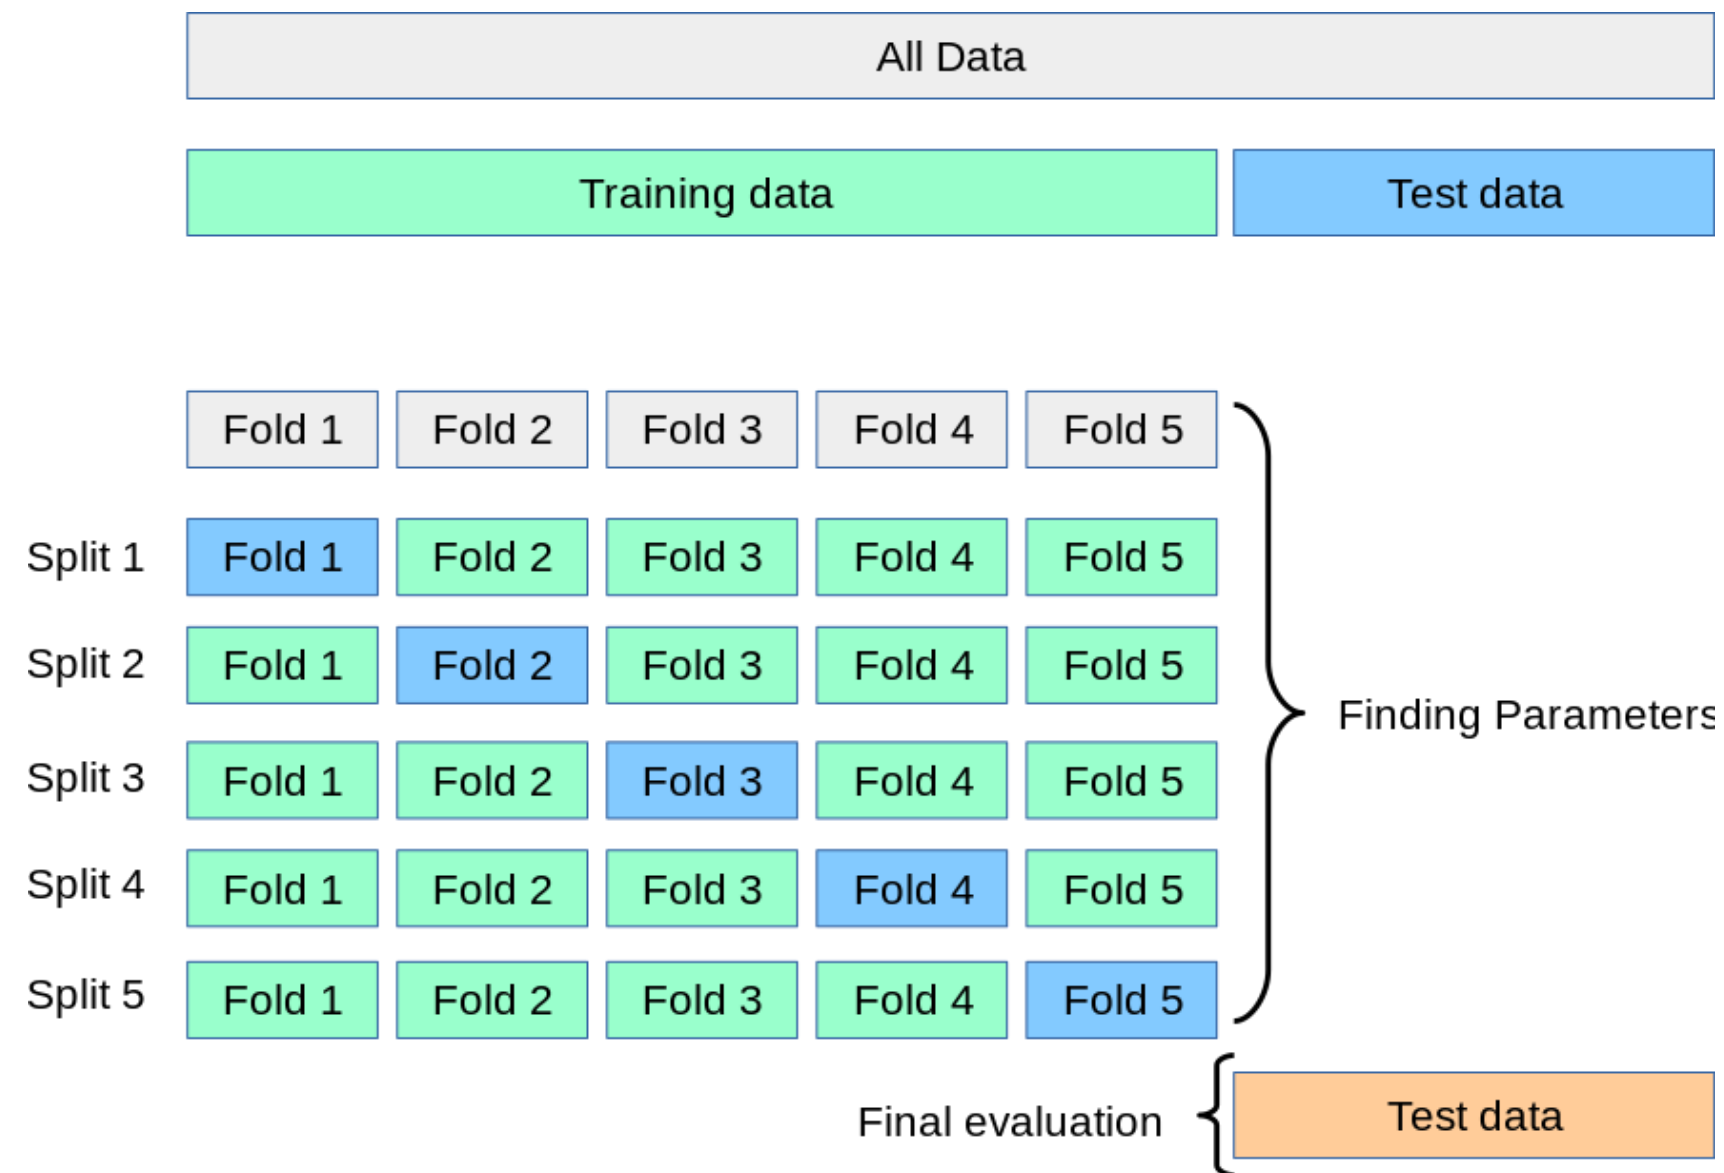 All Data
Training data Test data
Fold 1 Fold 2 Fold 3 Fold 4 Fold 5
Split 1 Fold 1 Fold 2 Fold 3 Fold 4 Fold 5
Split 2 Fold 1 Fold 2 Fold 3 Fold 4 Fold 5
Finding Parameters
Split 3 Fold 1 Fold 2 Fold 3 Fold 4 Fold 5
Split 4 Fold 1 Fold 2 Fold 3 Fold 4 Fold 5
Split 5 Fold 1 Fold 2 Fold 3 Fold 4 Fold 5
Final evaluation Test data